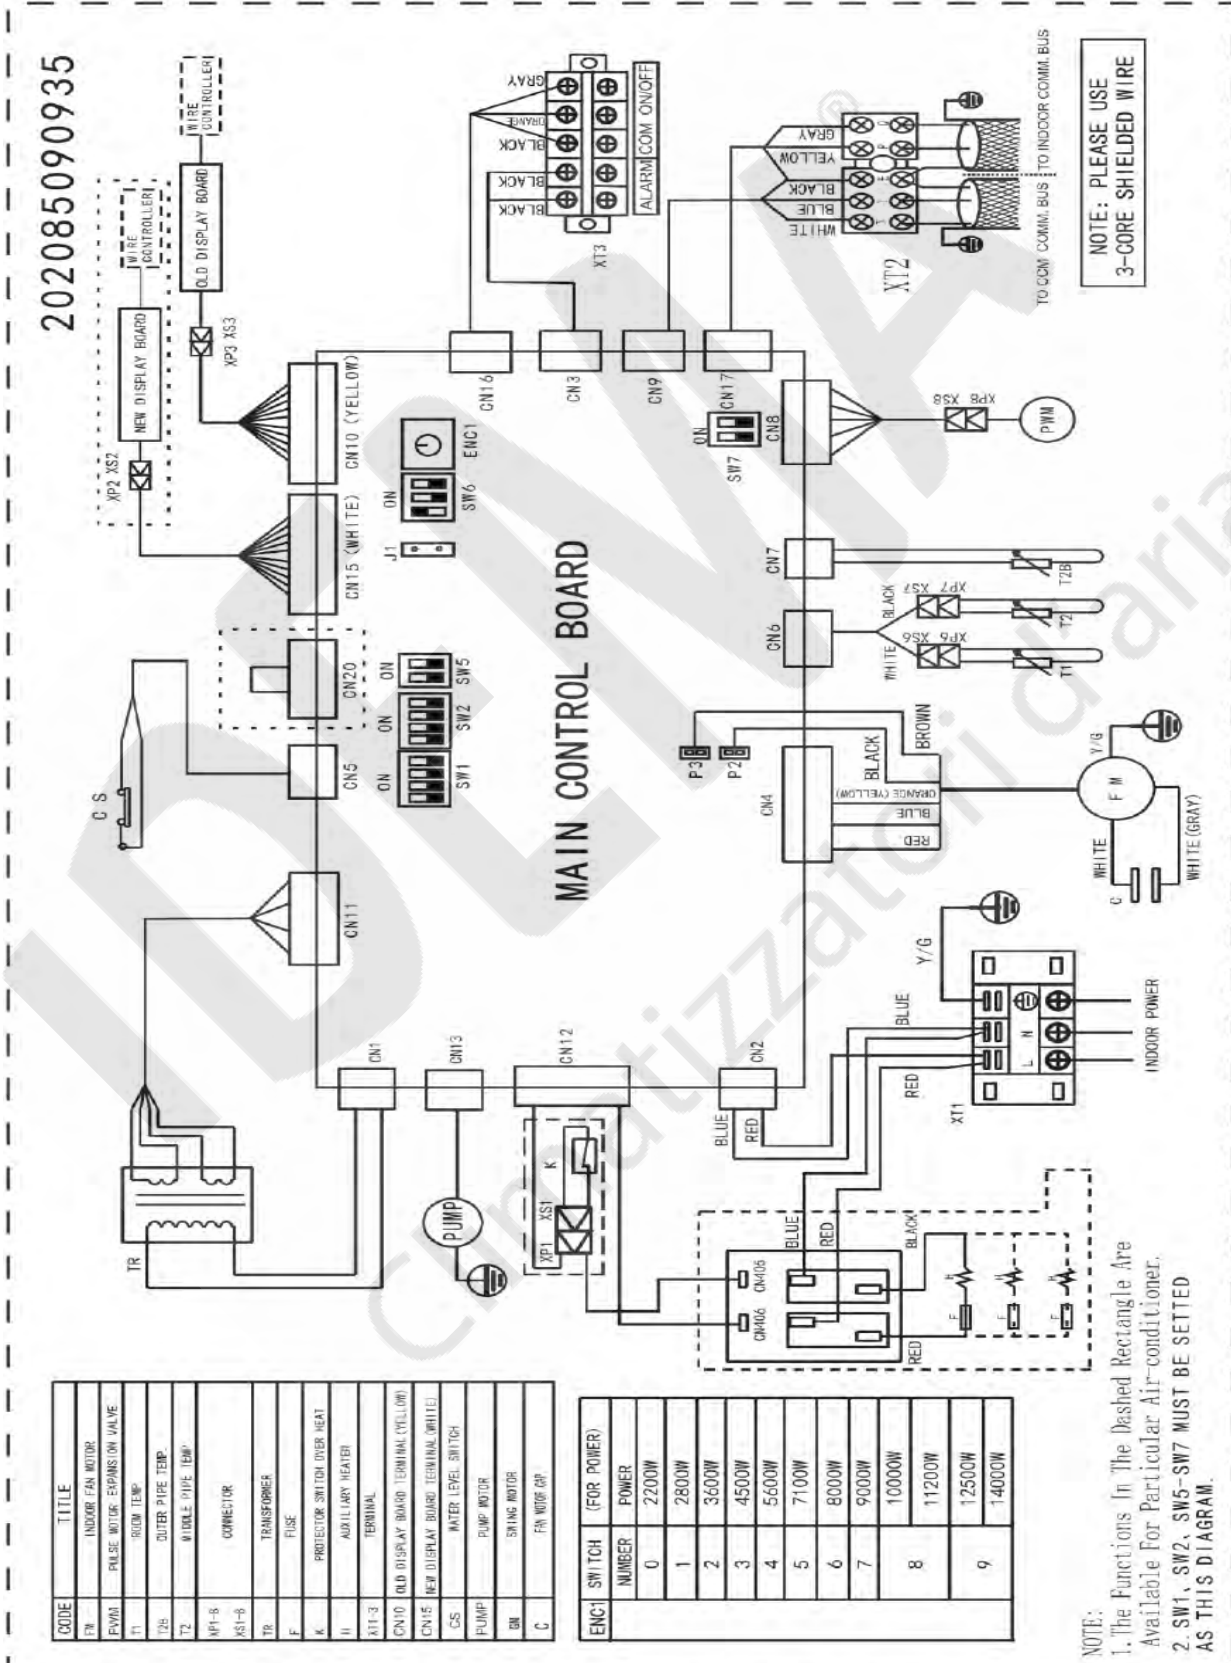 202085090935
WIRE
CONTROLLER
WIRE
CONTROLLER
NEW DISPLAY BOARD
OLD DISPLAY BOARD
XP2 XS2
XP3 XS3
C S
TR
CN11
CN5
CN20
CN15 (WHITE)
CN10 (YELLOW)
ON
SW1
ON
SW2
ON
SW5
J1
ON
SW6
ENC1
MAIN CONTROL BOARD
CN16
CN3
CN9
CN17
GRAY
ORANGE
BLACK
BLACK
BLACK
ALARM COM ON/OFF
XT3
GRAY
YELLOW
BLACK
BLUE
WHITE
XT2
TO CCM COMM. BUS
TO INDOOR COMM. BUS
NOTE: PLEASE USE
3-CORE SHIELDED WIRE
CN1
CN13
CN12
CN2
PUMP
K
XP1
XS1
BLUE
RED
CN406
CN406
BLUE
RED
BLACK
RED
F
H
F
H
F
H
BLUE
RED
Y/G
L
N
XT1
INDOOR POWER
P3
P2
CN4
RED
BLUE
ORANGE (YELLOW)
BLACK
BROWN
F M
Y/G
WHITE
WHITE(GRAY)
C
CN6
CN7
WHITE
BLACK
XS6 XP6
XS7 XP7
T1
T2
T2B
SW7
ON
CN8
XS8 XP8
PWM
CODE TITLE
FM INDOOR FAN MOTOR
PWM PULSE MOTOR EXPANSION VALVE
T1 ROOM TEMP
T2B OUTER PIPE TEMP.
T2 MIDDLE PIPE TEMP
XP1-8
XS1-8 CONNECTOR
TR TRANSFORMER
F FUSE
K PROTECTOR SWITCH OVER HEAT
H AUXILIARY HEATER
XT1-3 TERMINAL
CN10 OLD DISPLAY BOARD TERMINAL(YELLOW)
CN15 NEW DISPLAY BOARD TERMINAL(WHITE)
CS WATER LEVEL SWITCH
PUMP PUMP MOTOR
GM SWING MOTOR
C FAN MOTOR CAP
ENC1 SWITCH (FOR POWER)
NUMBER POWER
0 2200W
1 2800W
2 3600W
3 4500W
4 5600W
5 7100W
6 8000W
7 9000W
8 10000W
11200W
9 12500W
14000W
NOTE:
1. The Functions In The Dashed Rectangle Are
Available For Particular Air-conditioner.
2. SW1, SW2, SW5-SW7 MUST BE SETTED
AS THIS DIAGRAM.
IDEMA®
climatizzatori d'aria